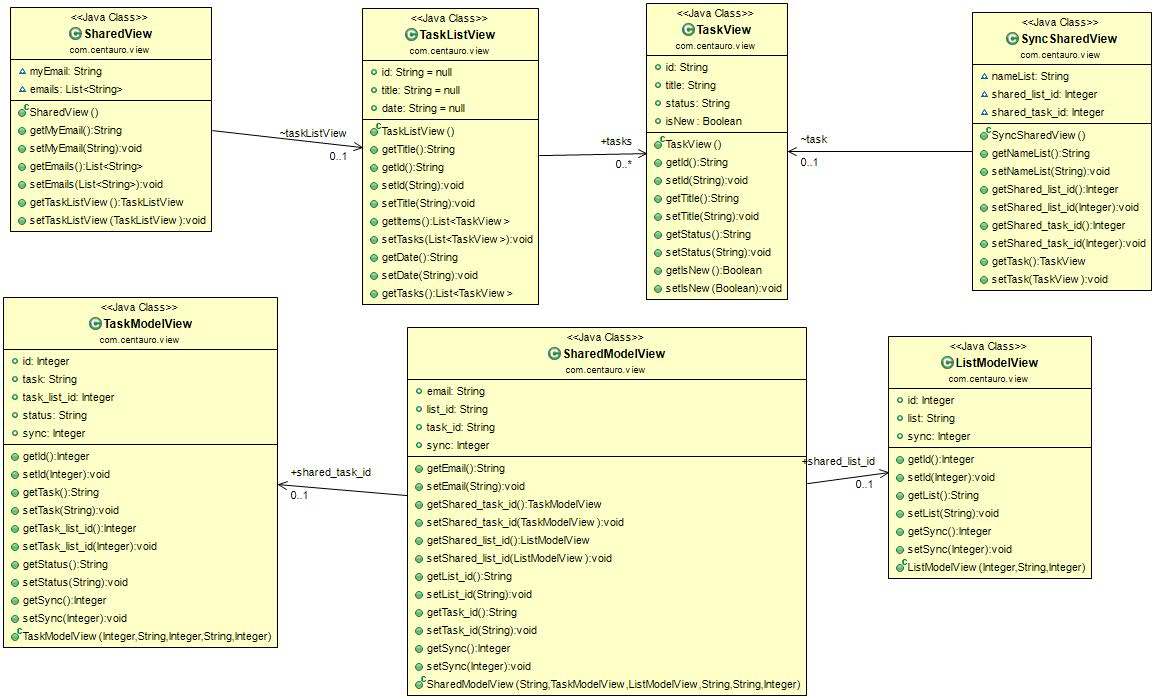 <<Java Class>>
SharedView
com.centauro.view
myEmail: String
emails: List<String>
SharedView ()
getMyEmail():String
setMyEmail(String):void
getEmails():List<String>
setEmails(List<String>):void
getTaskListView ():TaskListView
setTaskListView (TaskListView ):void
~taskListView
0..1
<<Java Class>>
TaskListView
com.centauro.view
id: String = null
title: String = null
date: String = null
TaskListView ()
getTitle():String
getId():String
setId(String):void
setTitle(String):void
getItems():List<TaskView >
setTasks(List<TaskView >):void
getDate():String
setDate(String):void
getTasks():List<TaskView >
+tasks
0..*
<<Java Class>>
TaskView
com.centauro.view
id: String
title: String
status: String
isNew : Boolean
TaskView ()
getId():String
setId(String):void
getTitle():String
setTitle(String):void
getStatus():String
setStatus(String):void
getIsNew ():Boolean
setIsNew (Boolean):void
~task
0..1
<<Java Class>>
SyncSharedView
com.centauro.view
nameList: String
shared_list_id: Integer
shared_task_id: Integer
SyncSharedView ()
getNameList():String
setNameList(String):void
getShared_list_id():Integer
setShared_list_id(Integer):void
getShared_task_id():Integer
setShared_task_id(Integer):void
getTask():TaskView
setTask(TaskView ):void
<<Java Class>>
TaskModelView
com.centauro.view
id: Integer
task: String
task_list_id: Integer
status: String
sync: Integer
getId():Integer
setId(Integer):void
getTask():String
setTask(String):void
getTask_list_id():Integer
setTask_list_id(Integer):void
getStatus():String
setStatus(String):void
getSync():Integer
setSync(Integer):void
TaskModelView (Integer,String,Integer,String,Integer)
+shared_task_id
0..1
<<Java Class>>
SharedModelView
com.centauro.view
email: String
list_id: String
task_id: String
sync: Integer
getEmail():String
setEmail(String):void
getShared_task_id():TaskModelView
setShared_task_id(TaskModelView ):void
getShared_list_id():ListModelView
setShared_list_id(ListModelView ):void
getList_id():String
setList_id(String):void
getTask_id():String
setTask_id(String):void
getSync():Integer
setSync(Integer):void
SharedModelView (String,TaskModelView,ListModelView,String,String,Integer)
+shared_list_id
0..1
<<Java Class>>
ListModelView
com.centauro.view
id: Integer
list: String
sync: Integer
getId():Integer
setId(Integer):void
getList():String
setList(String):void
getSync():Integer
setSync(Integer):void
ListModelView (Integer,String,Integer)